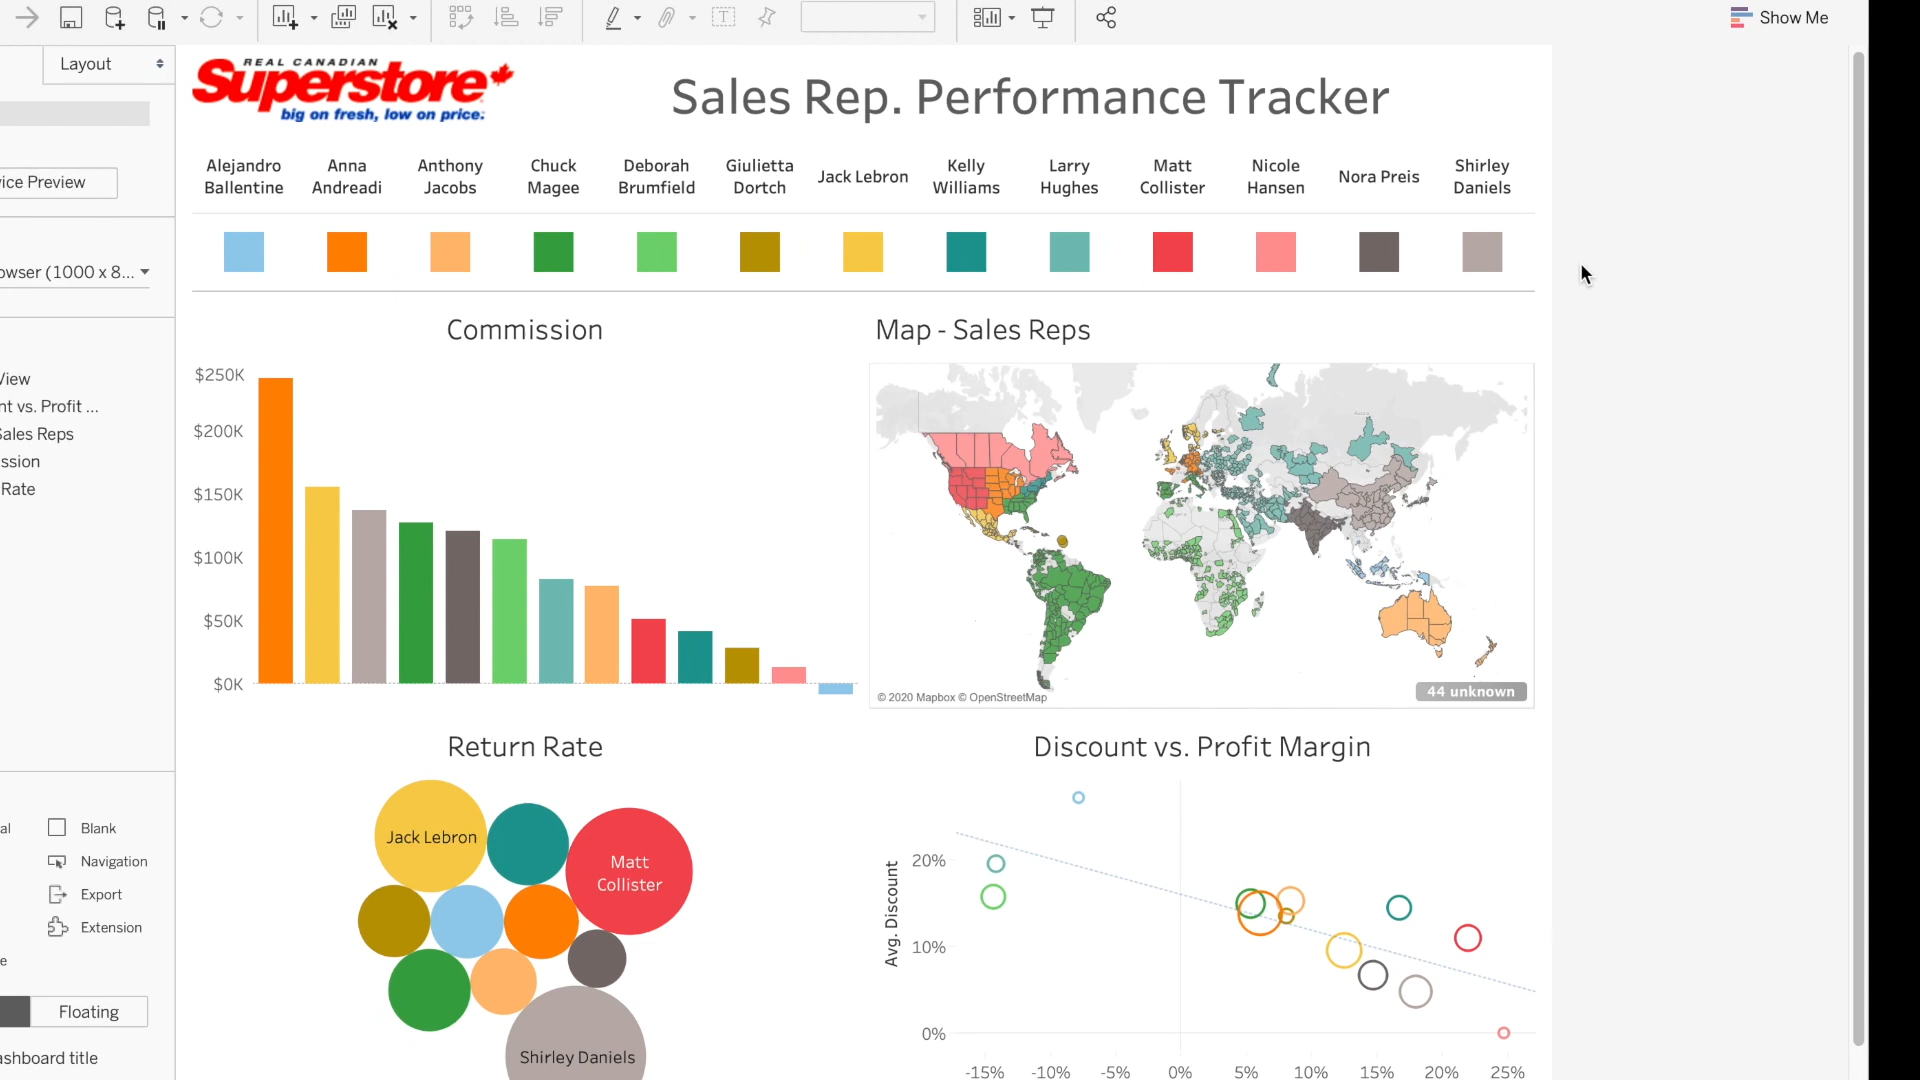 Show Me
Layout
REAL CANADIAN
Superstore
big on fresh, low on price.
Sales Rep. Performance Tracker
Alejandro Ballentine
Anna Andreadi
Anthony Jacobs
Chuck Magee
Deborah Brumfield
Giulietta Dortch
Jack Lebron
Kelly Williams
Larry Hughes
Matt Collister
Nicole Hansen
Nora Preis
Shirley Daniels
ice Preview
owser (1000 x 8...
View
nt vs. Profit ...
Sales Reps
ssion
Rate
Commission
$250K
$200K
$150K
$100K
$50K
$0K
Map - Sales Reps
© 2020 Mapbox © OpenStreetMap
44 unknown
Return Rate
Jack Lebron
Matt
Collister
Shirley Daniels
Discount vs. Profit Margin
Avg. Discount
20%
10%
0%
-15% -10% -5% 0% 5% 10% 15% 20% 25%
al
Blank
Navigation
Export
Extension
e
Floating
ashboard title